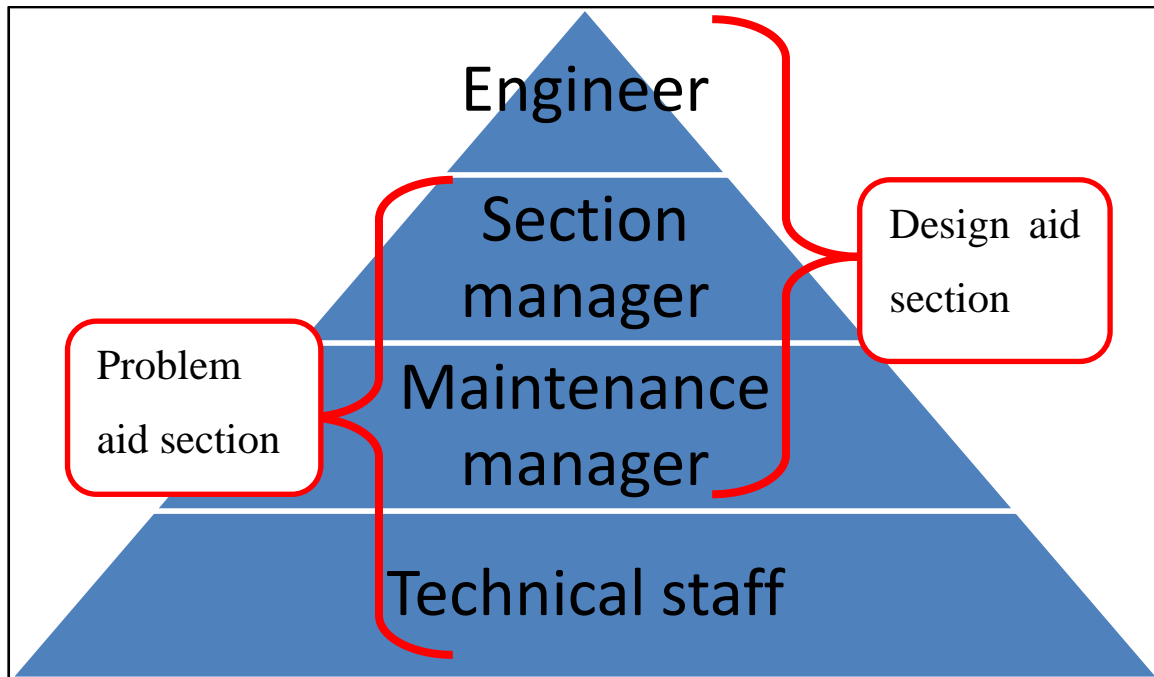 Engineer
Section
manager
Design aid
section
Maintenance
manager
Problem
aid section
Technical staff